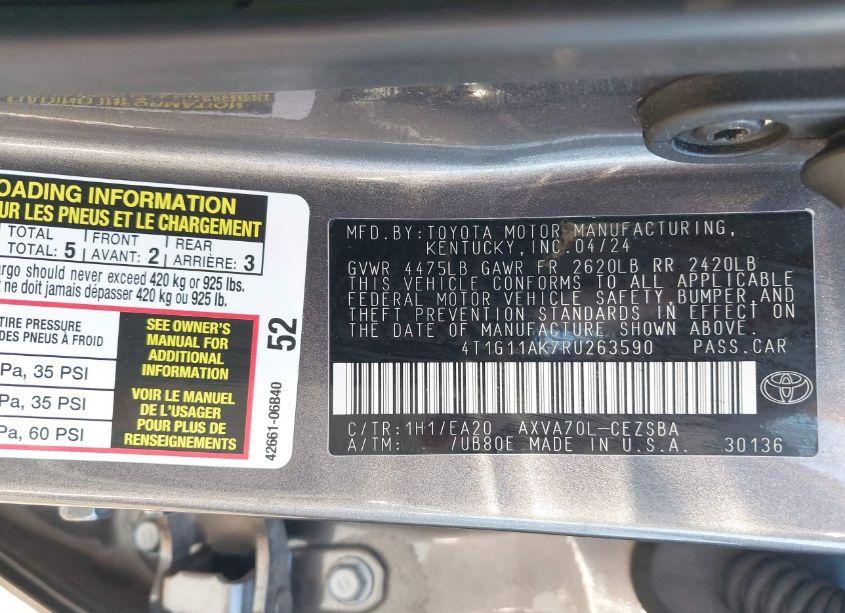 OADING INFORMATION
UR LES PNEUS ET LE CHARGEMENT
TOTAL: 5 FRONT AVANT: 2 REAR ARRIÈRE: 3
argo should never exceed 420 kg or 925 lbs.
t ne doit jamais dépasser 420 kg ou 925 lb.
TIRE PRESSURE
DES PNEUS À FROID
Pa, 35 PSI
Pa, 35 PSI
Pa, 60 PSI
SEE OWNER'S
MANUAL FOR
ADDITIONAL
INFORMATION
VOIR LE MANUEL
DE L'USAGER
POUR PLUS DE
RENSEIGNEMENTS
52
42661-06B40
MFD.BY:TOYOTA MOTOR MANUFACTURING,
KENTUCKY,INC.04/24
GVWR 4475LB GAWR FR 2620LB RR 2420LB
THIS VEHICLE CONFORMS TO ALL APPLICABLE
FEDERAL MOTOR VEHICLE SAFETY,BUMPER,AND
THEFT PREVENTION STANDARDS IN EFFECT ON
THE DATE OF MANUFACTURE SHOWN ABOVE.
4T1G11AK7RU263590 PASS.CAR
C/TR:1H1/EA20 AXVA70L-CEZSBA
A/TM: /UB80E MADE IN U.S.A. 30136